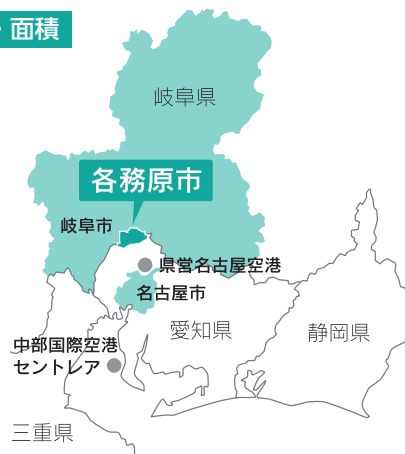 ・面積
岐阜県
各務原市
岐阜市
県営名古屋空港
名古屋市
愛知県
静岡県
中部国際空港
セントレア
三重県